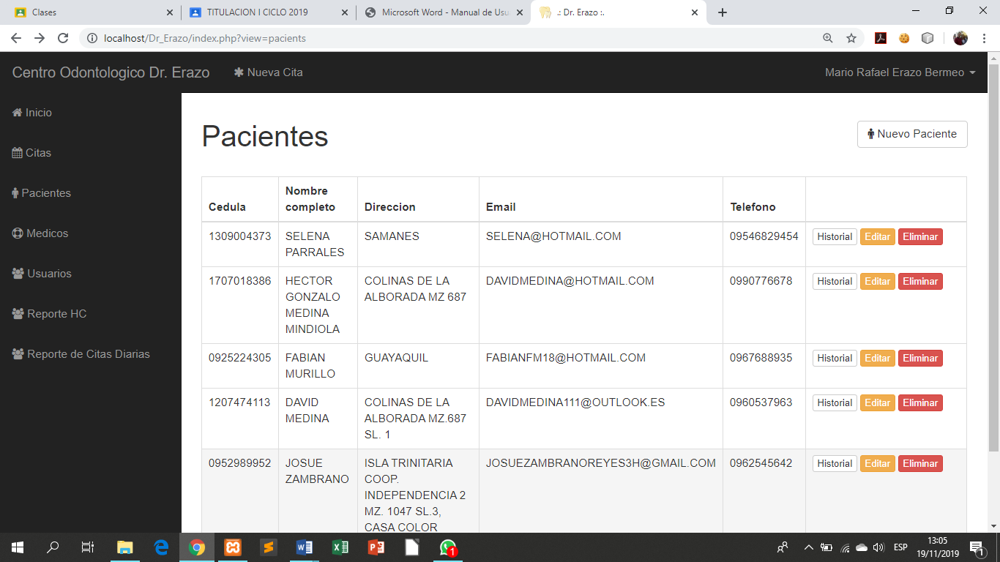 Clases
TITULACION I CICLO 2019
Microsoft Word - Manual de Usu
.: Dr. Erazo :.
localhost/Dr_Erazo/index.php?view=pacients
Centro Odontologico Dr. Erazo
Nueva Cita
Mario Rafael Erazo Bermeo
Inicio
Citas
Pacientes
Medicos
Usuarios
Reporte HC
Reporte de Citas Diarias
Pacientes
Nuevo Paciente
Cedula
Nombre
completo
Direccion
Email
Telefono
1309004373
SELENA
PARRALES
SAMANES
SELENA@HOTMAIL.COM
09546829454
Historial Editar Eliminar
1707018386
HECTOR
GONZALO
MEDINA
MINDIOLA
COLINAS DE LA
ALBORADA MZ 687
DAVIDMEDINA@HOTMAIL.COM
0990776678
Historial Editar Eliminar
0925224305
FABIAN
MURILLO
GUAYAQUIL
FABIANFM18@HOTMAIL.COM
0967688935
Historial Editar Eliminar
1207474113
DAVID
MEDINA
COLINAS DE LA
ALBORADA MZ.687
SL. 1
DAVIDMEDINA111@OUTLOOK.ES
0960537963
Historial Editar Eliminar
0952989952
JOSUE
ZAMBRANO
ISLA TRINITARIA
COOP.
INDEPENDENCIA 2
MZ. 1047 SL.3,
CASA COLOR
JOSUEZAMBRANOREYES3H@GMAIL.COM
0962545642
Historial Editar Eliminar
1
ESP
13:05
19/11/2019
1